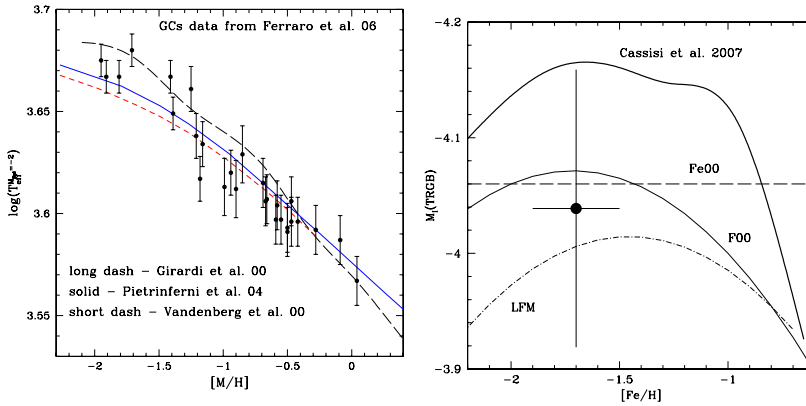 GCs data from Ferraro et al. 06
3.7
3.65
3.6
3.55
long dash – Girardi et al. 00
solid – Pietrinferni et al. 04
short dash – Vandenberg et al. 00
-2 -1.5 -1 -0.5 0
[M/H]
Cassisi et al. 2007
-4.2
-4.1
-4
-3.9
M_I(TRGB)
Fe00
F00
LFM
-2 -1.5 -1
[Fe/H]